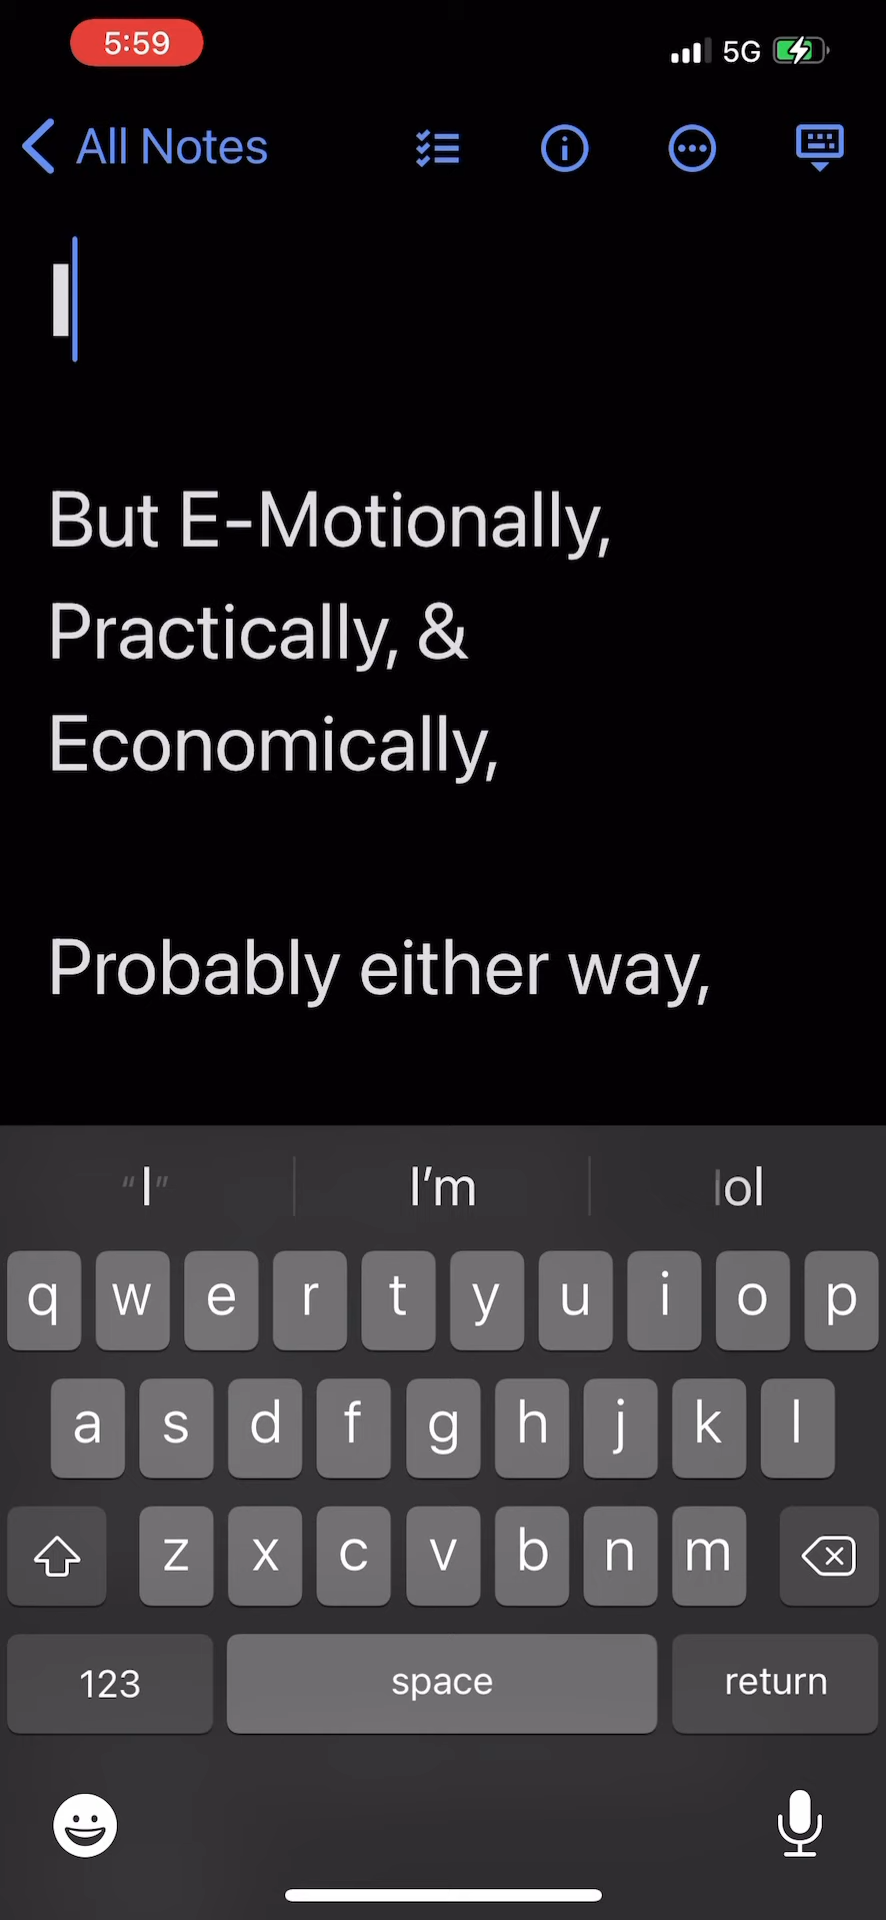 5:59
5G
All Notes
I
But E-Motionally,
Practically, &
Economically,
Probably either way,
“I” I’m lol
q w e r t y u i o p
a s d f g h j k l
z x c v b n m
123 space return